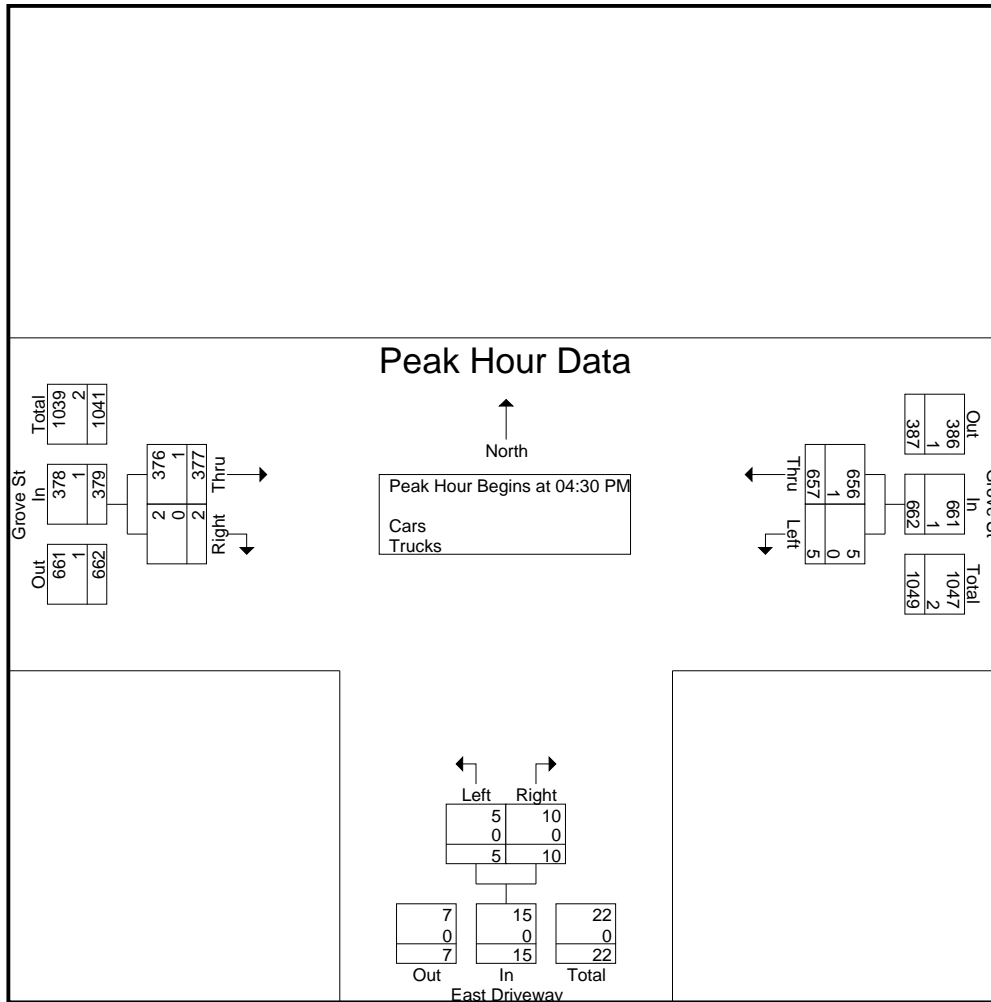 Peak Hour Data
North
Peak Hour Begins at 04:30 PM
Cars
Trucks
Grove St
Total
1039
2
1041
In
378
1
379
Out
661
1
662
Thru
376
1
377
Right
2
0
2
Grove St
Out
386
1
387
In
661
1
662
Total
1047
2
1049
Thru
656
1
657
Left
5
0
5
Left Right
5 10
0 0
5 10
7 15 22
0 0 0
7 15 22
Out In Total
East Driveway